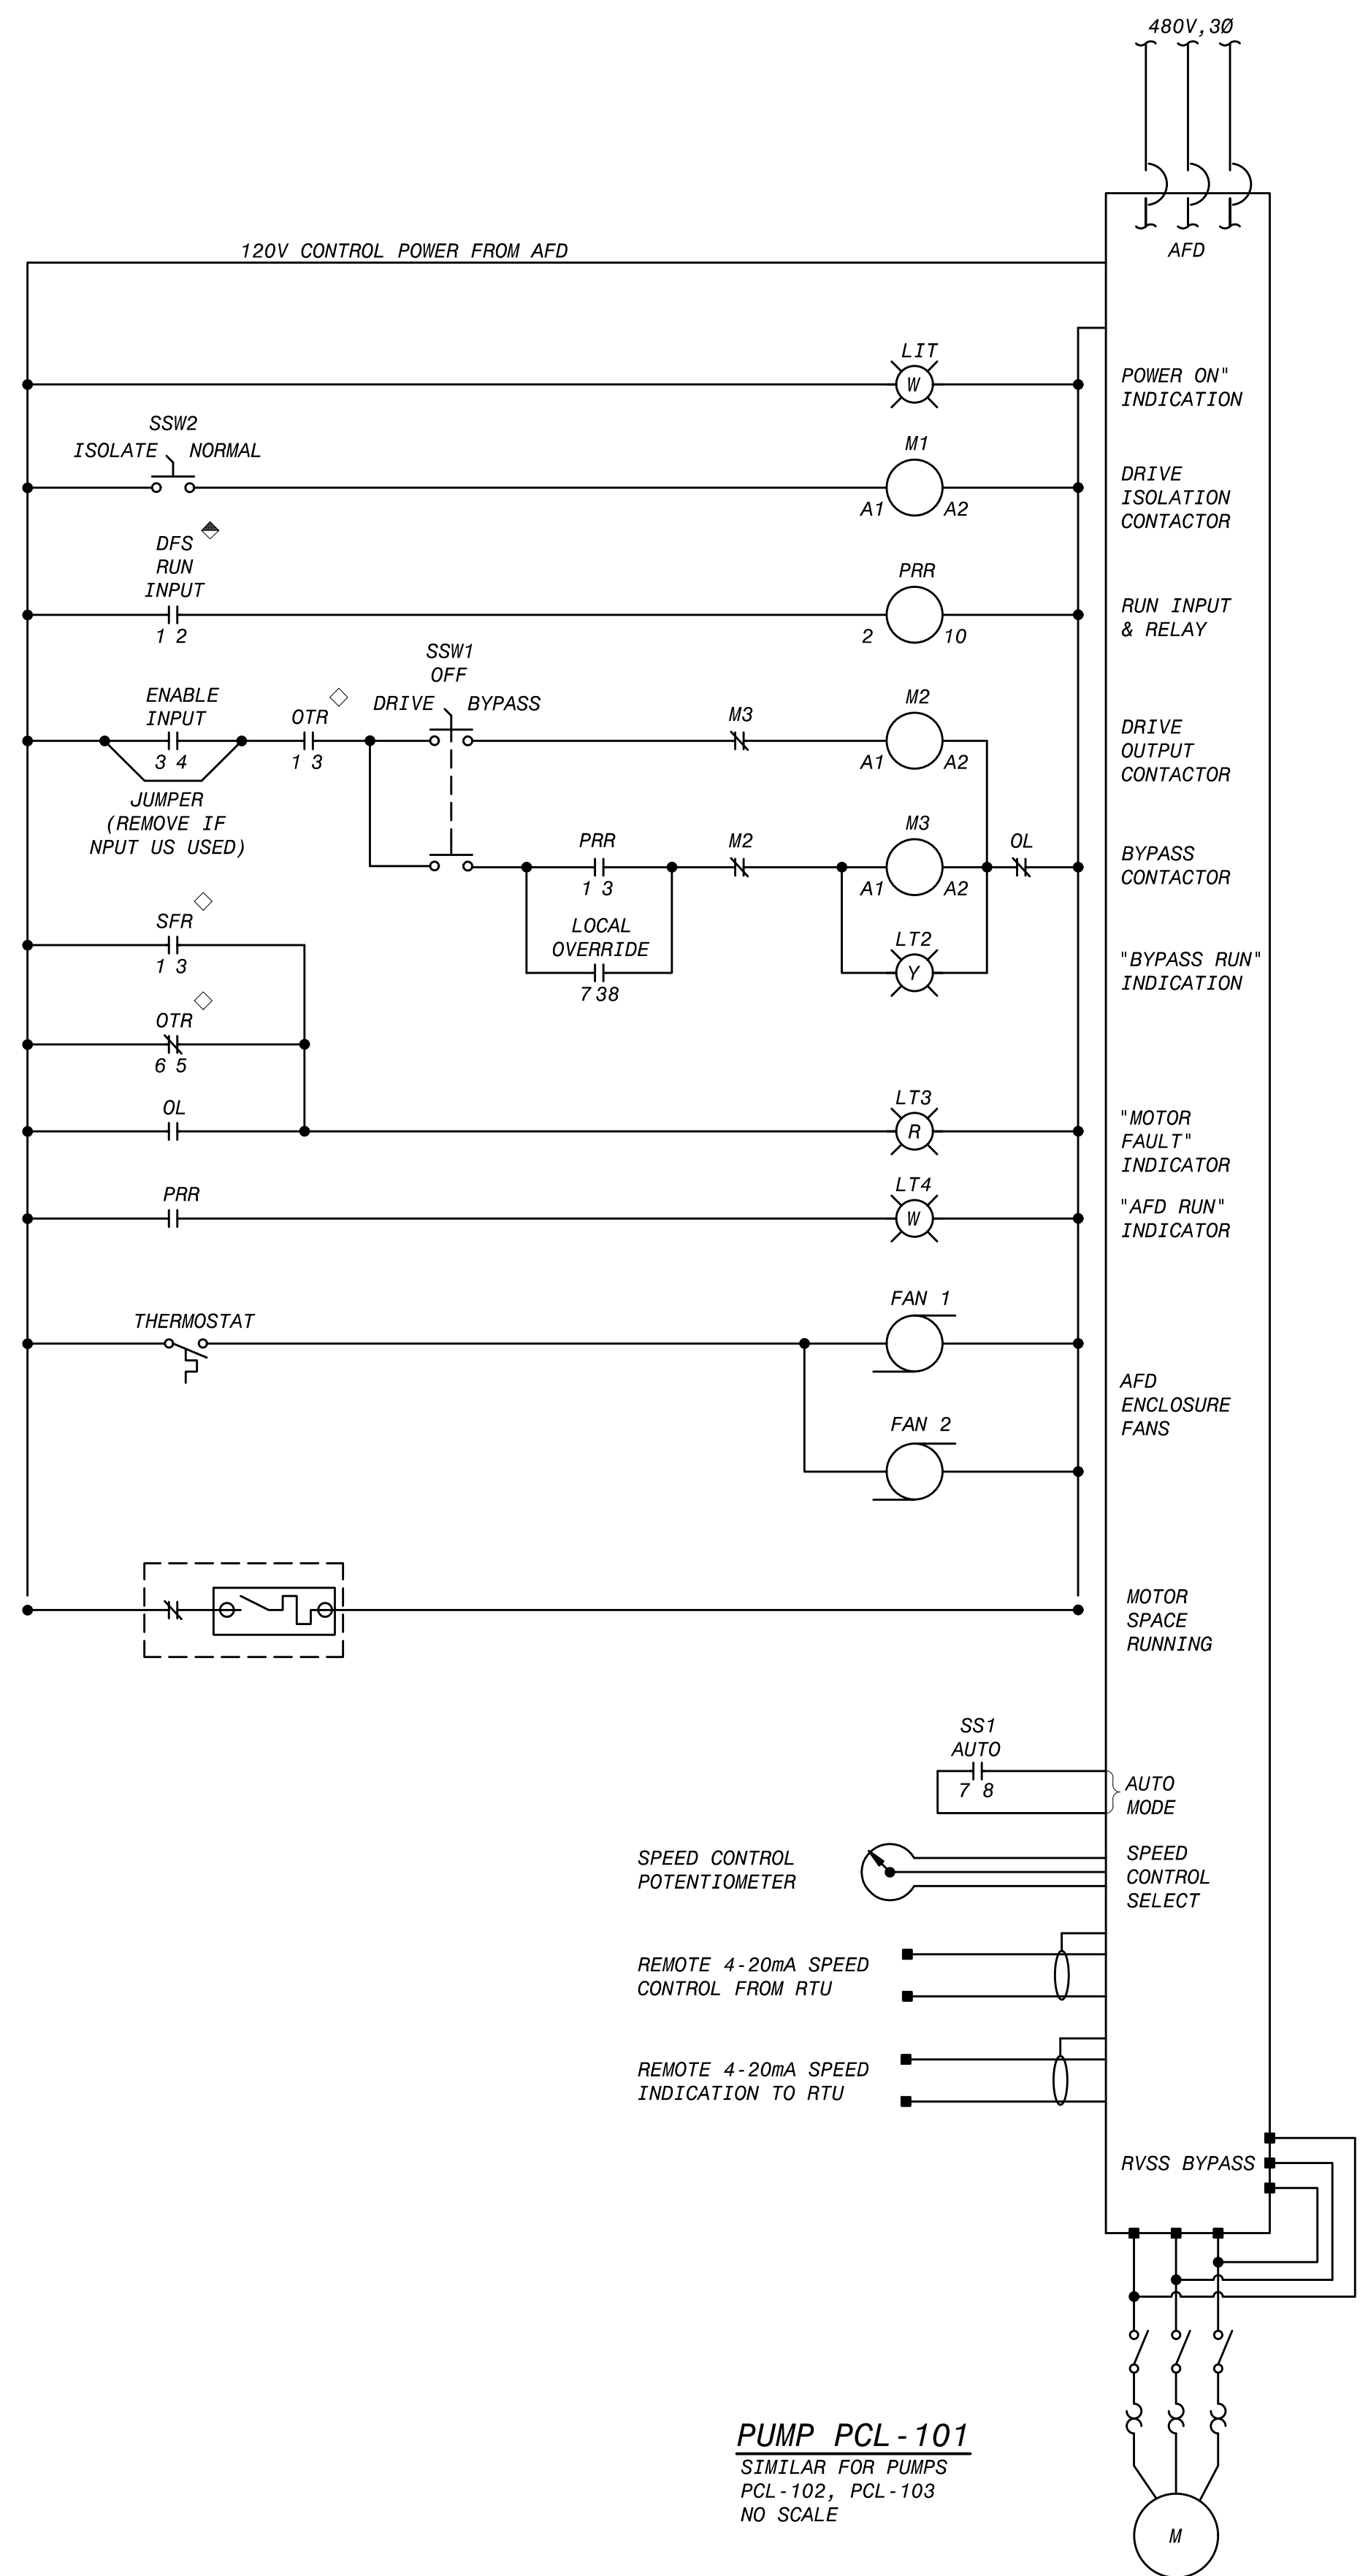 480V,3Ø
120V CONTROL POWER FROM AFD
AFD
LIT
W
POWER ON"
INDICATION
SSW2
ISOLATE NORMAL
M1
A1 A2
DRIVE
ISOLATION
CONTACTOR
DFS
RUN
INPUT
1 2
PRR
2 10
RUN INPUT
& RELAY
ENABLE
INPUT
3 4
JUMPER
(REMOVE IF
NPUT US USED)
OTR
1 3
SSW1
OFF
DRIVE BYPASS
M3
M2
A1 A2
DRIVE
OUTPUT
CONTACTOR
PRR
1 3
LOCAL
OVERRIDE
738
M2
M3
A1 A2
OL
BYPASS
CONTACTOR
LT2
Y
"BYPASS RUN"
INDICATION
SFR
1 3
OTR
6 5
OL
LT3
R
"MOTOR
FAULT"
INDICATOR
PRR
LT4
W
"AFD RUN"
INDICATOR
THERMOSTAT
FAN 1
FAN 2
AFD
ENCLOSURE
FANS
MOTOR
SPACE
RUNNING
SS1
AUTO
7 8
AUTO
MODE
SPEED CONTROL
POTENTIOMETER
SPEED
CONTROL
SELECT
REMOTE 4-20mA SPEED
CONTROL FROM RTU
REMOTE 4-20mA SPEED
INDICATION TO RTU
RVSS BYPASS
PUMP PCL-101
SIMILAR FOR PUMPS
PCL-102, PCL-103
NO SCALE
M